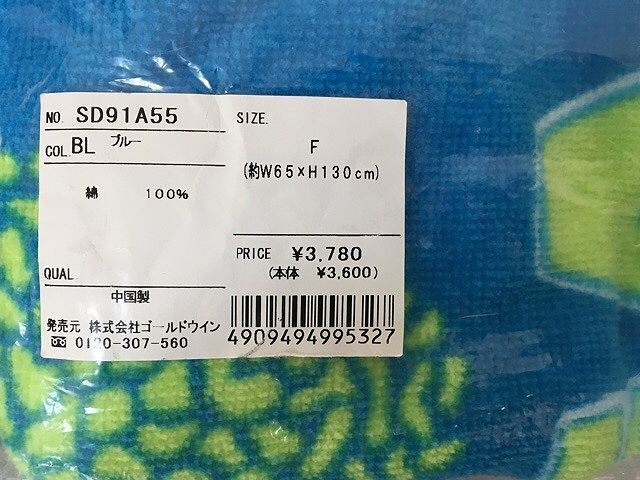 NO. SD91A55
COL. BL ブルー
綿 100%
QUAL
中国製
SIZE.
F
(約W65×H130cm)
PRICE ¥3,780
(本体 ¥3,600)
発売元 株式会社ゴールドウイン
0120-307-560
4909494995327